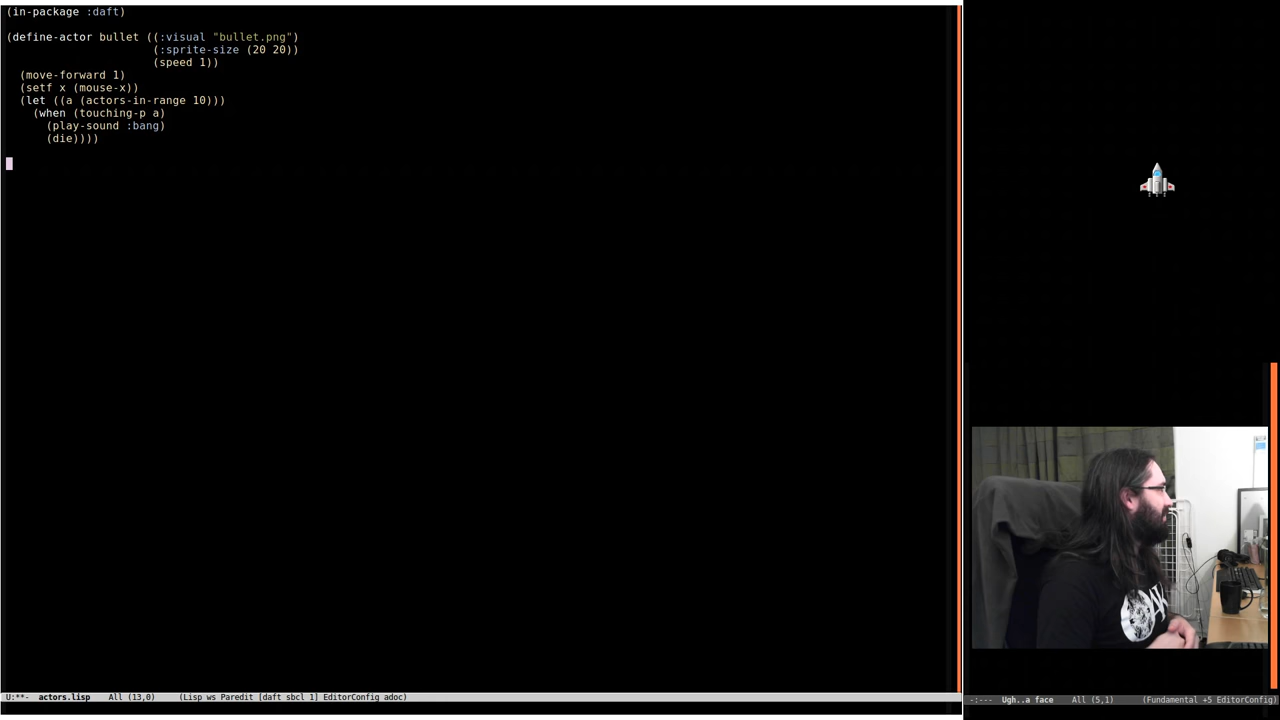 (in-package :daft)
(define-actor bullet ((:visual "bullet.png")
(:sprite-size (20 20))
(speed 1))
(move-forward 1)
(setf x (mouse-x))
(let ((a (actors-in-range 10)))
(when (touching-p a)
(play-sound :bang)
(die))))
U:**-  actors.lisp    All (13,0)    (Lisp ws Paredit [daft sbcl 1] EditorConfig adoc)
-:---  Ugh..a face    All (5,1)    (Fundamental +5 EditorConfig)